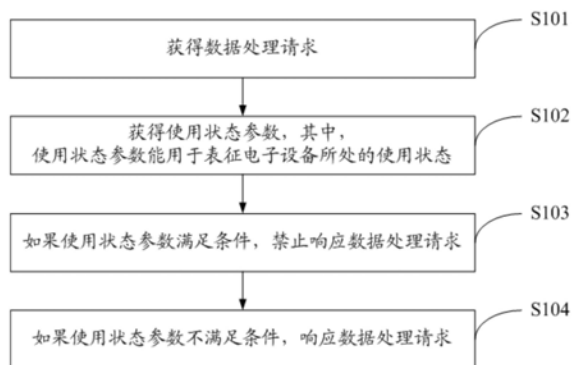 S101
获得数据处理请求
S102
获得使用状态参数，其中，
使用状态参数能用于表征电子设备所处的使用状态
S103
如果使用状态参数满足条件，禁止响应数据处理请求
S104
如果使用状态参数不满足条件，响应数据处理请求